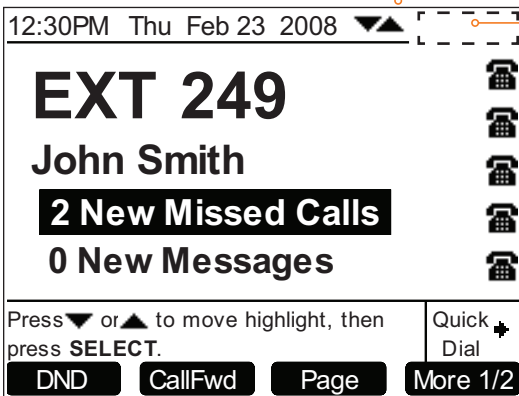 12:30PM Thu Feb 23 2008
EXT 249
John Smith
2 New Missed Calls
0 New Messages
Press▼ or▲ to move highlight, then
press SELECT.
Quick
Dial
DND CallFwd Page More 1/2